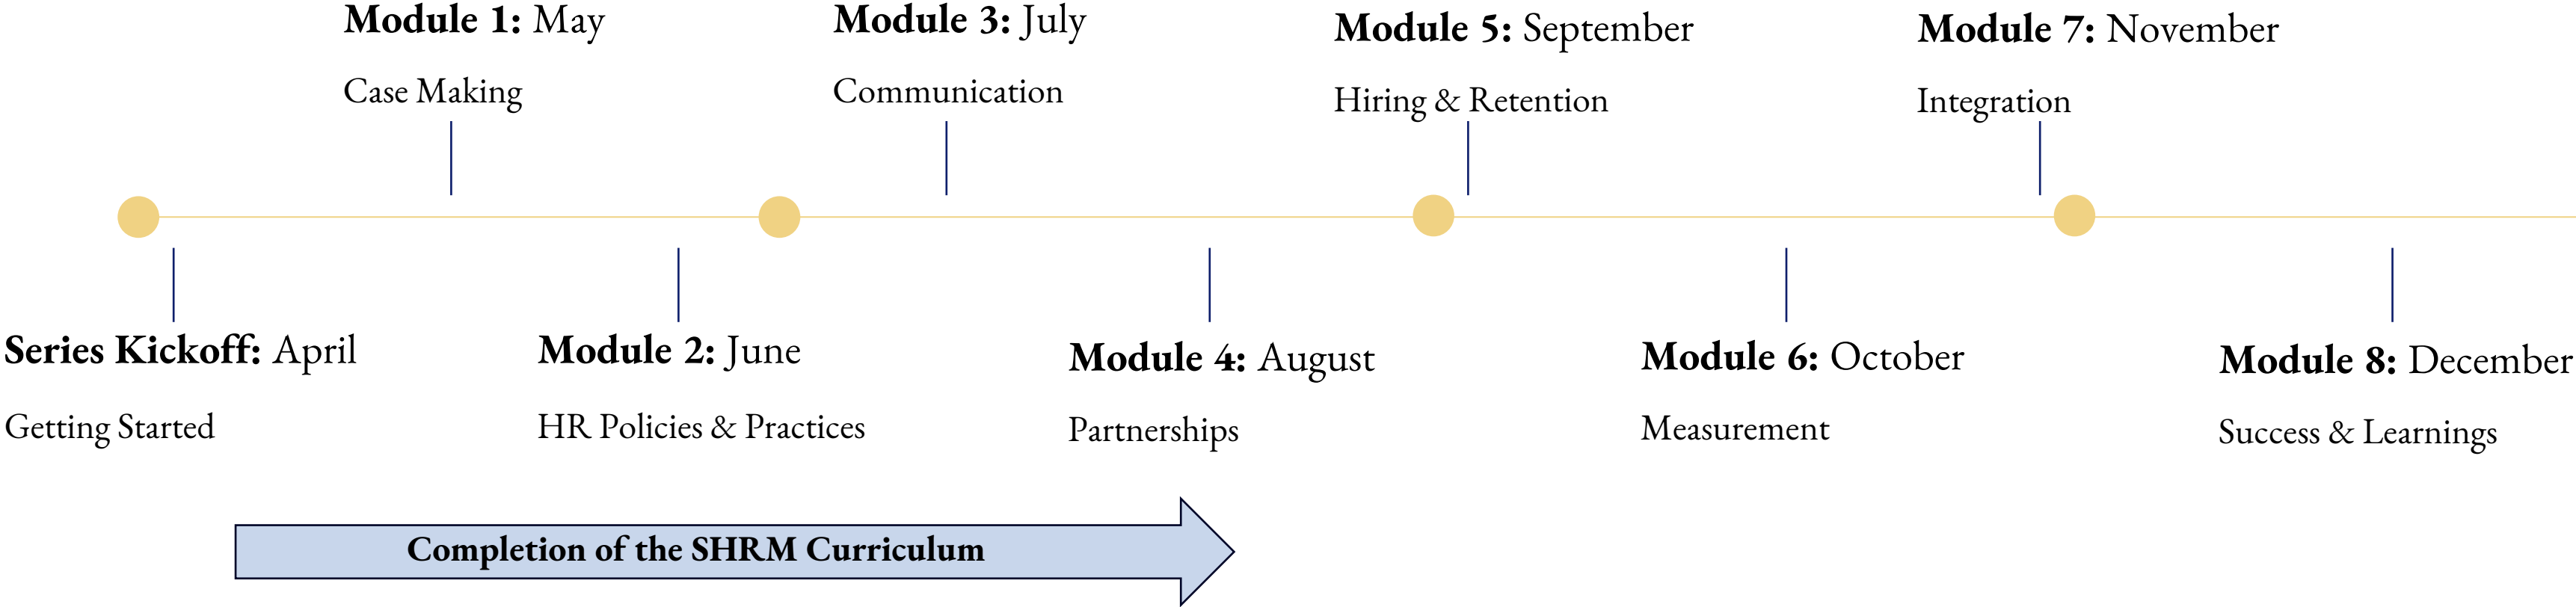 Module 1: May
Case Making
Module 3: July
Communication
Module 5: September
Hiring & Retention
Module 7: November
Integration
Series Kickoff: April
Getting Started
Module 2: June
HR Policies & Practices
Module 4: August
Partnerships
Module 6: October
Measurement
Module 8: December
Success & Learnings
Completion of the SHRM Curriculum